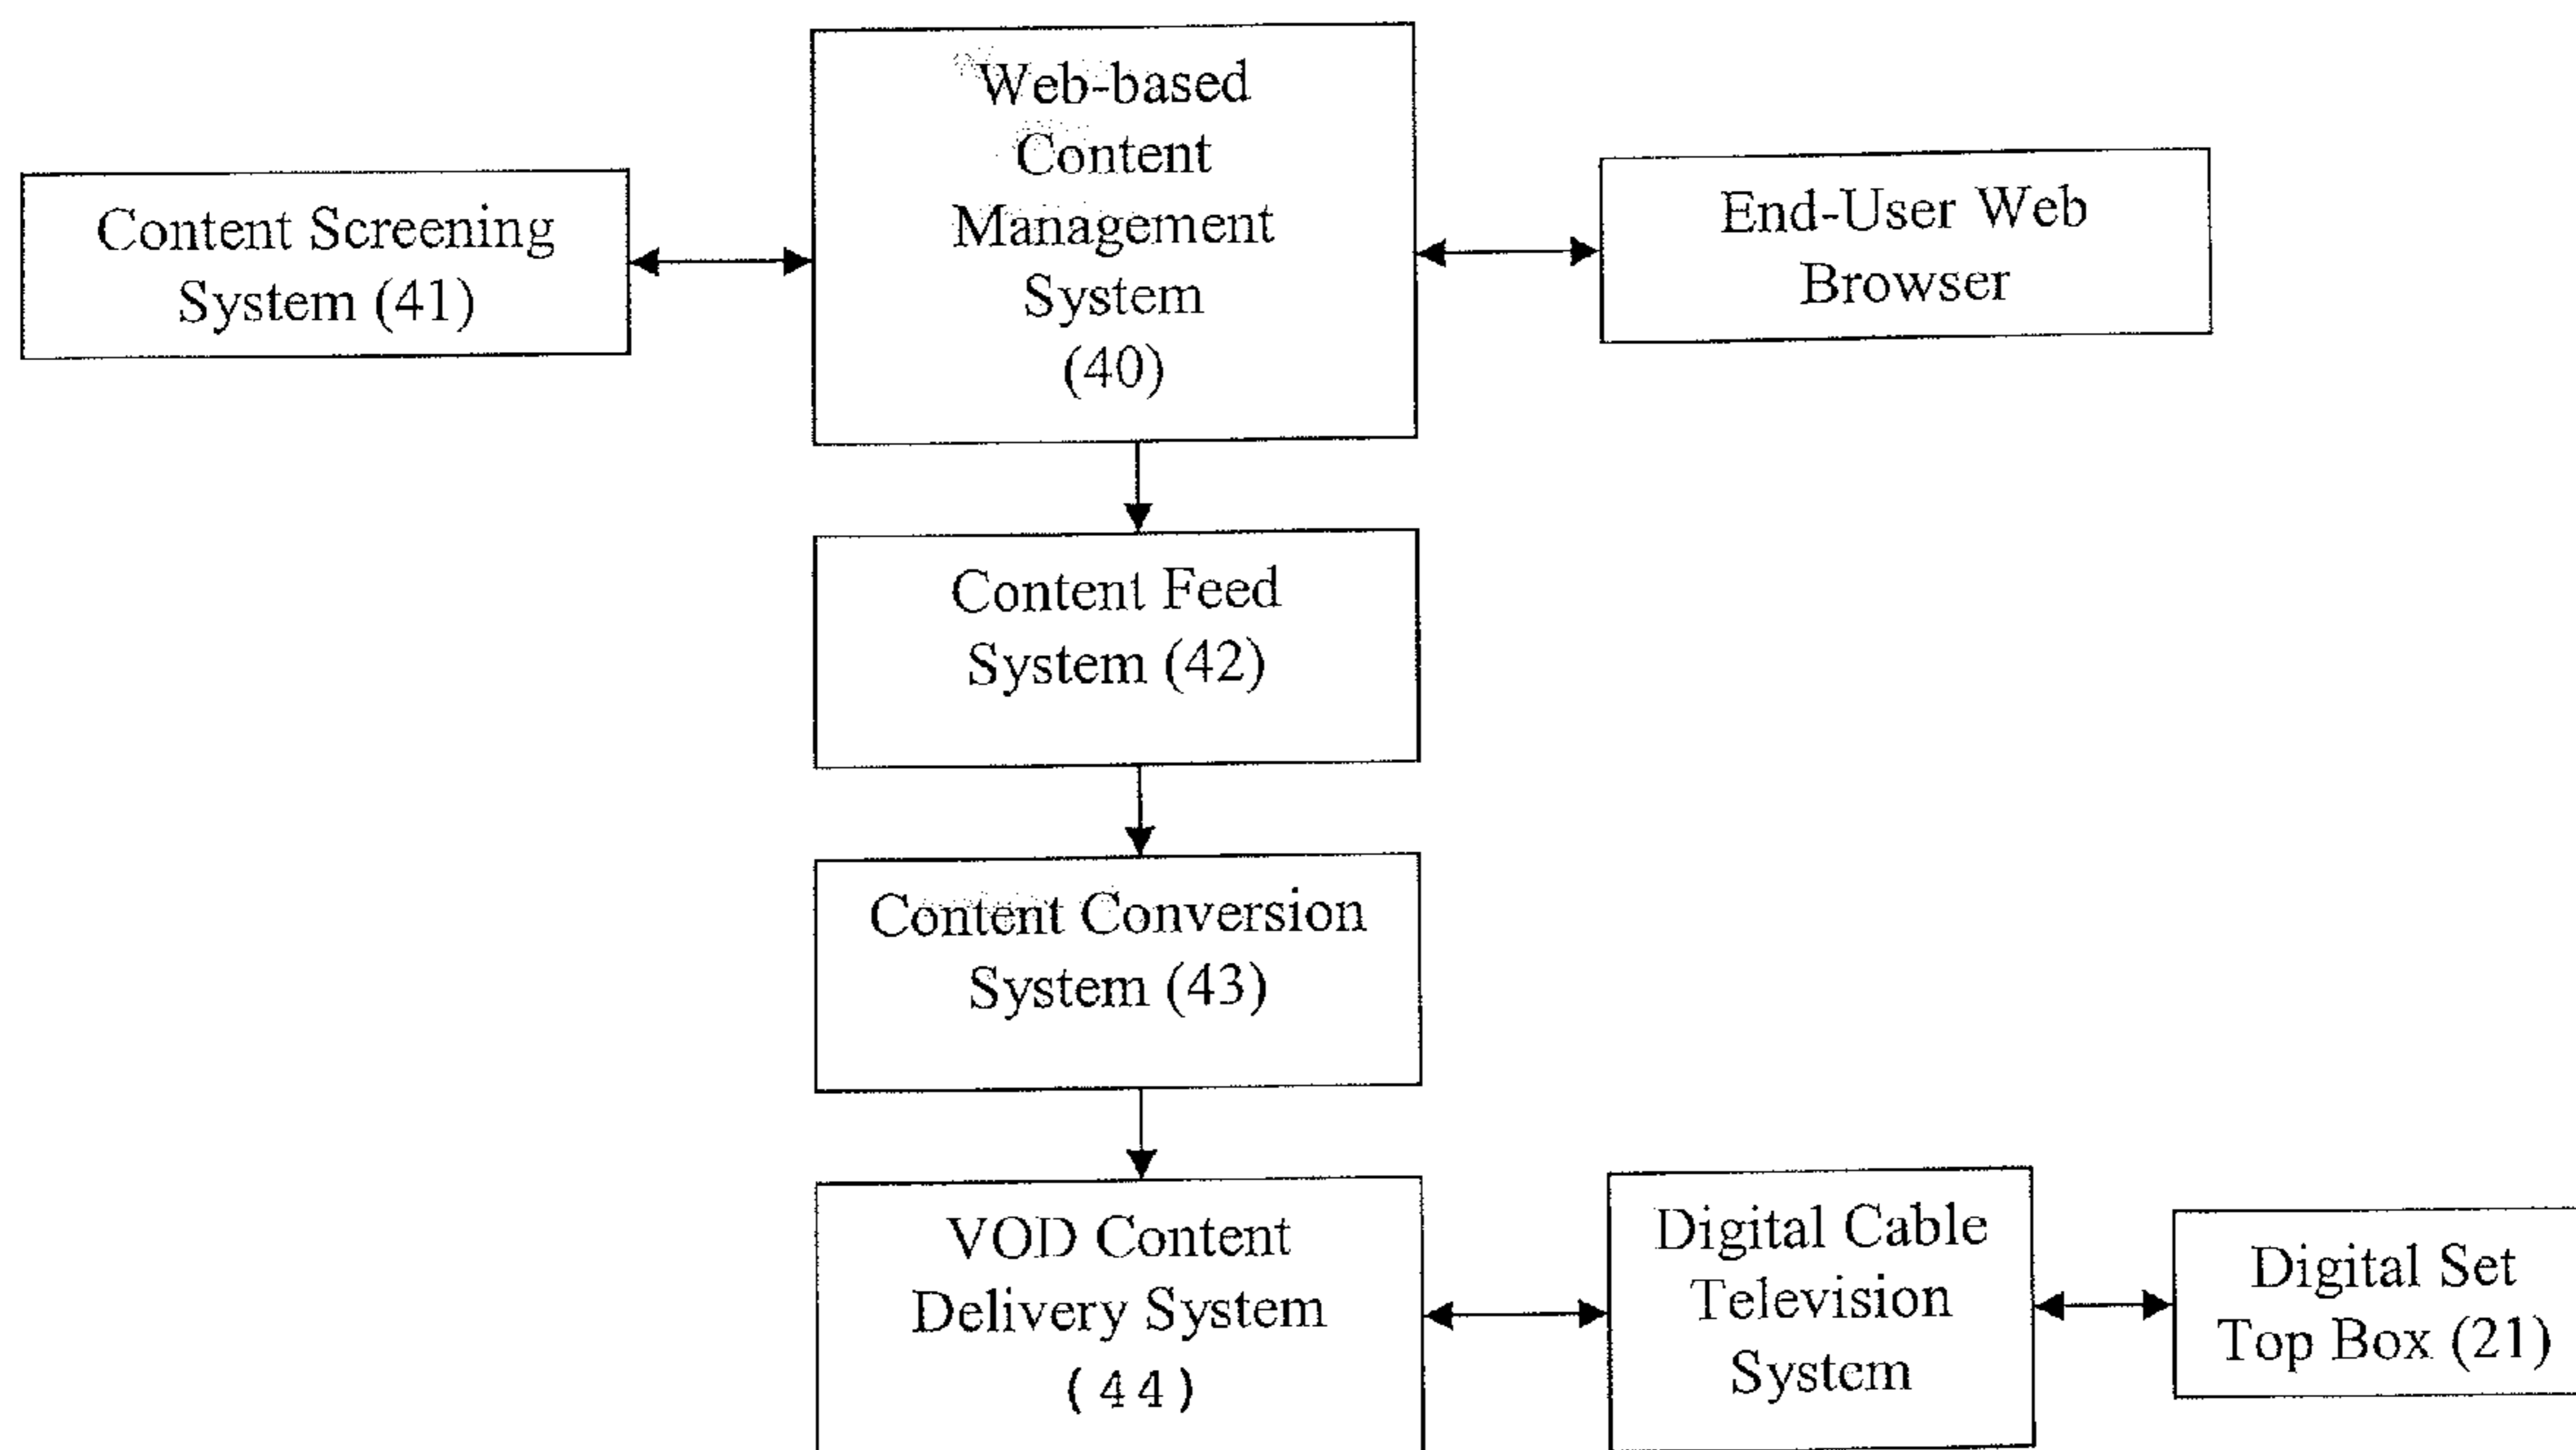 Web-based
Content
Management
System
(40)
Content Screening
System (41)
End-User Web
Browser
Content Feed
System (42)
Content Conversion
System (43)
VOD Content
Delivery System
(44)
Digital Cable
Television
System
Digital Set
Top Box (21)